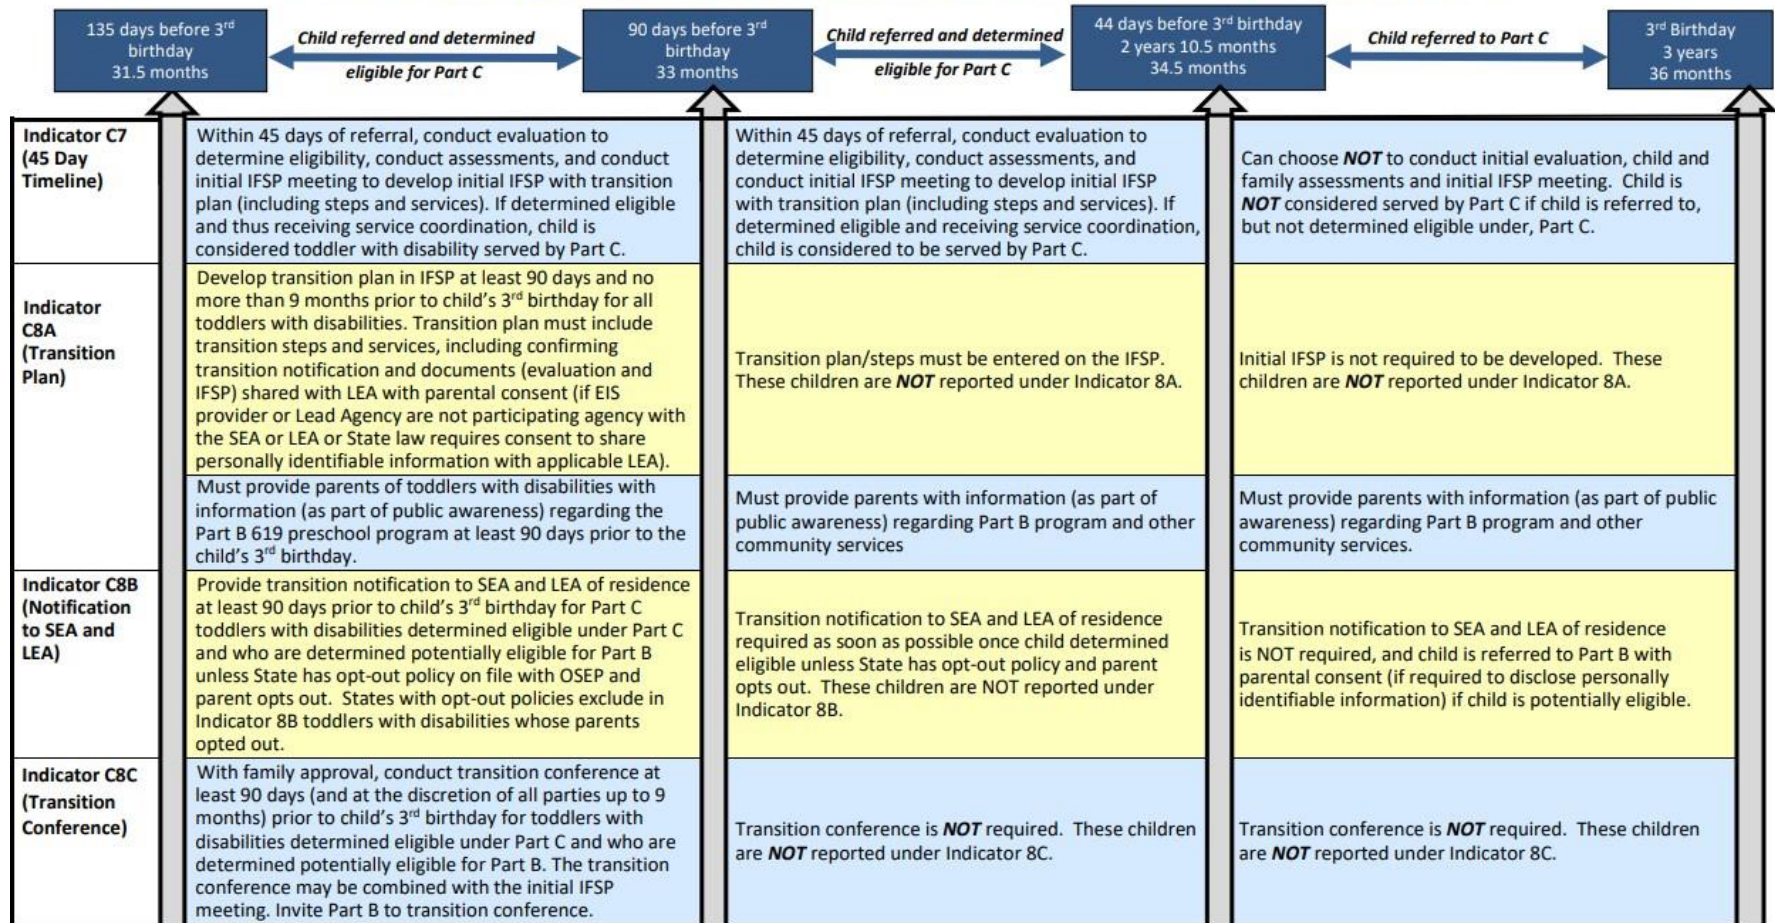 135 days before 3rd
birthday
31.5 months
Child referred and determined
eligible for Part C
90 days before 3rd
birthday
33 months
Child referred and determined
eligible for Part C
44 days before 3rd birthday
2 years 10.5 months
34.5 months
Child referred to Part C
3rd Birthday
3 years
36 months
Indicator C7
(45 Day
Timeline)
Within 45 days of referral, conduct evaluation to
determine eligibility, conduct assessments, and conduct
initial IFSP meeting to develop initial IFSP with transition
plan (including steps and services). If determined eligible
and thus receiving service coordination, child is
considered toddler with disability served by Part C.
Within 45 days of referral, conduct evaluation to
determine eligibility, conduct assessments, and
conduct initial IFSP meeting to develop initial IFSP
with transition plan (including steps and services). If
determined eligible and receiving service coordination,
child is considered to be served by Part C.
Can choose NOT to conduct initial evaluation, child and
family assessments and initial IFSP meeting. Child is
NOT considered served by Part C if child is referred to,
but not determined eligible under, Part C.
Indicator
C8A
(Transition
Plan)
Develop transition plan in IFSP at least 90 days and no
more than 9 months prior to child's 3rd birthday for all
toddlers with disabilities. Transition plan must include
transition steps and services, including confirming
transition notification and documents (evaluation and
IFSP) shared with LEA with parental consent (if EIS
provider or Lead Agency are not participating agency with
the SEA or LEA or State law requires consent to share
personally identifiable information with applicable LEA).
Transition plan/steps must be entered on the IFSP.
These children are NOT reported under Indicator 8A.
Initial IFSP is not required to be developed. These
children are NOT reported under Indicator 8A.
Must provide parents of toddlers with disabilities with
information (as part of public awareness) regarding the
Part B 619 preschool program at least 90 days prior to the
child's 3rd birthday.
Must provide parents with information (as part of
public awareness) regarding Part B program and other
community services
Must provide parents with information (as part of public
awareness) regarding Part B program and other
community services.
Indicator C8B
(Notification
to SEA and
LEA)
Provide transition notification to SEA and LEA of residence
at least 90 days prior to child's 3rd birthday for Part C
toddlers with disabilities determined eligible under Part C
and who are determined potentially eligible for Part B
unless State has opt-out policy on file with OSEP and
parent opts out. States with opt-out policies exclude in
Indicator 8B toddlers with disabilities whose parents
opted out.
Transition notification to SEA and LEA of residence
required as soon as possible once child determined
eligible unless State has opt-out policy and parent
opts out. These children are NOT reported under
Indicator 8B.
Transition notification to SEA and LEA of residence
is NOT required, and child is referred to Part B with
parental consent (if required to disclose personally
identifiable information) if child is potentially eligible.
Indicator C8C
(Transition
Conference)
With family approval, conduct transition conference at
least 90 days (and at the discretion of all parties up to 9
months) prior to child's 3rd birthday for toddlers with
disabilities determined eligible under Part C and who are
determined potentially eligible for Part B. The transition
conference may be combined with the initial IFSP
meeting. Invite Part B to transition conference.
Transition conference is NOT required. These children
are NOT reported under Indicator 8C.
Transition conference is NOT required. These children
are NOT reported under Indicator 8C.